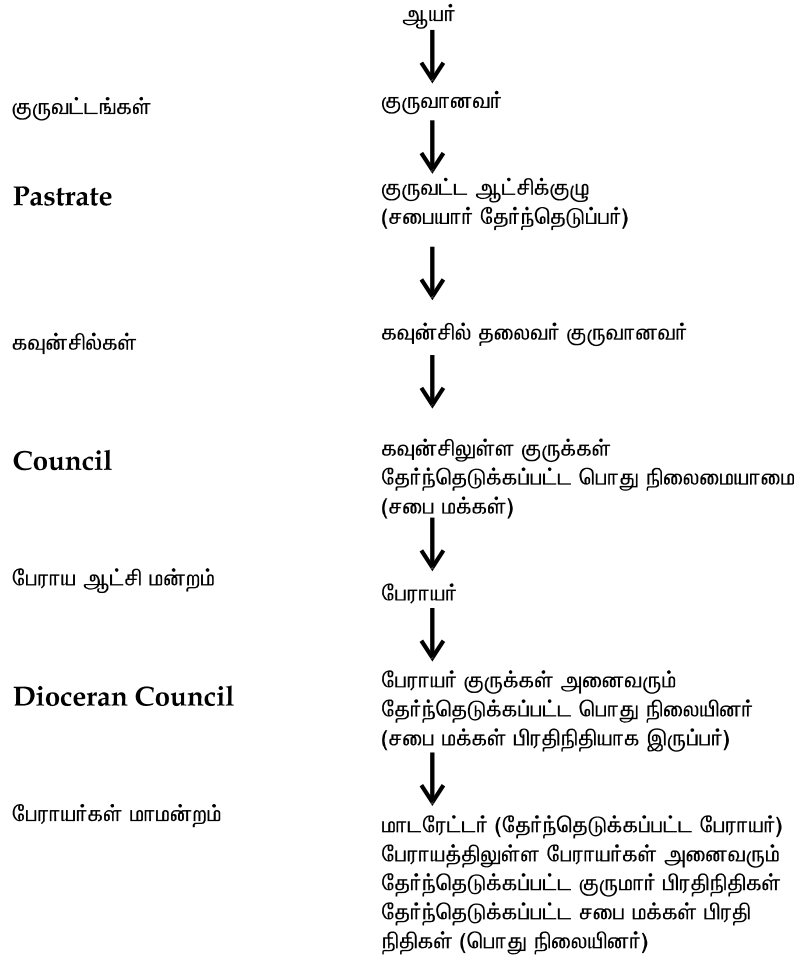 ஆயர்
குருவட்டங்கள்
குருவானவர்
Pastrate
குருவட்ட ஆட்சிக்குழு
(சபையார் தேர்ந்தெடுப்பர்)
கவுன்சில்கள்
கவுன்சில் தலைவர் குருவானவர்
Council
கவுன்சிலுள்ள குருக்கள்
தேர்ந்தெடுக்கப்பட்ட பொது நிலைமையாமை
(சபை மக்கள்)
பேராய ஆட்சி மன்றம்
பேராயர்
Dioceran Council
பேராயர் குருக்கள் அனைவரும்
தேர்ந்தெடுக்கப்பட்ட பொது நிலையினர்
(சபை மக்கள் பிரதிநிதியாக இருப்பர்)
பேராயர்கள் மாமன்றம்
மாடரேட்டர் (தேர்ந்தெடுக்கப்பட்ட பேராயர்)
பேராயத்திலுள்ள பேராயர்கள் அனைவரும்
தேர்ந்தெடுக்கப்பட்ட குருமார் பிரதிநிதிகள்
தேர்ந்தெடுக்கப்பட்ட சபை மக்கள் பிரதி
நிதிகள் (பொது நிலையினர்)